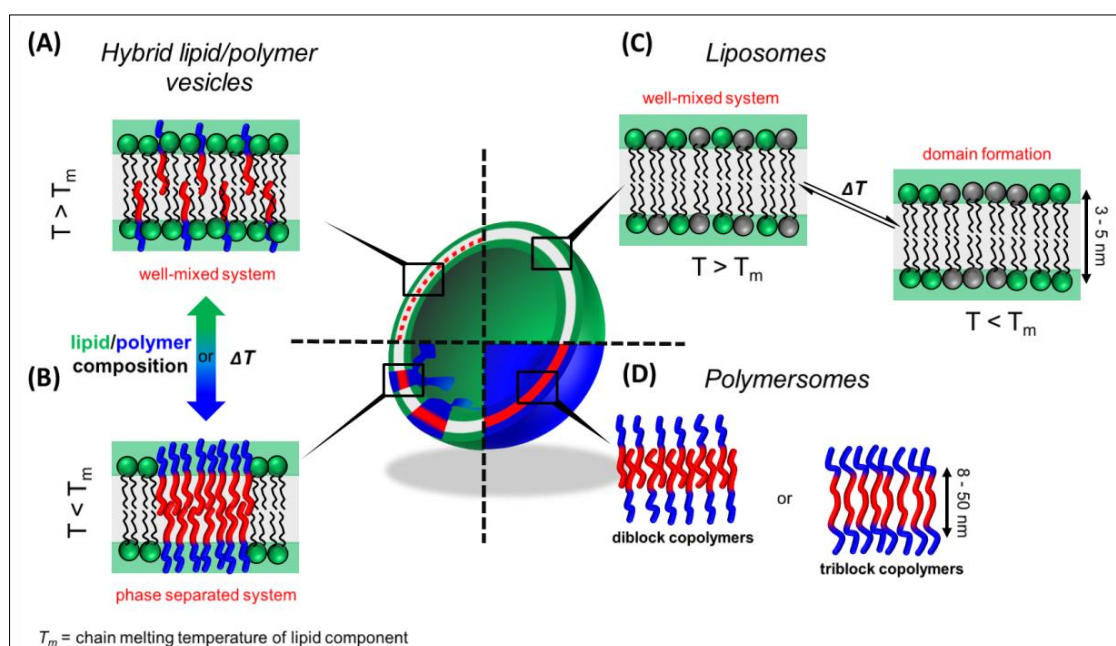 (A)
Hybrid lipid/polymer
vesicles
T > Tm
well-mixed system
lipid/polymer
or
composition
ΔT
(B)
T < Tm
phase separated system
Tm = chain melting temperature of lipid component
(C)
Liposomes
well-mixed system
T > Tm
ΔT
domain formation
3 - 5 nm
T < Tm
(D)
Polymersomes
diblock copolymers
or
8 - 50 nm
triblock copolymers